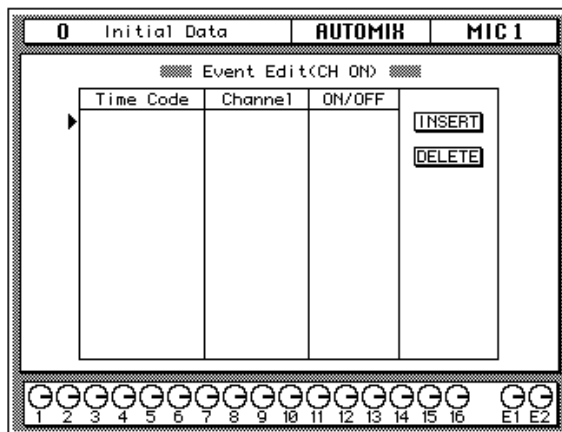 0 Initial Data AUTOMIX MIC 1
Event Edit(CH ON)
Time Code Channel ON/OFF
INSERT
DELETE
1 2 3 4 5 6 7 8 9 10 11 12 13 14 15 16 E1 E2